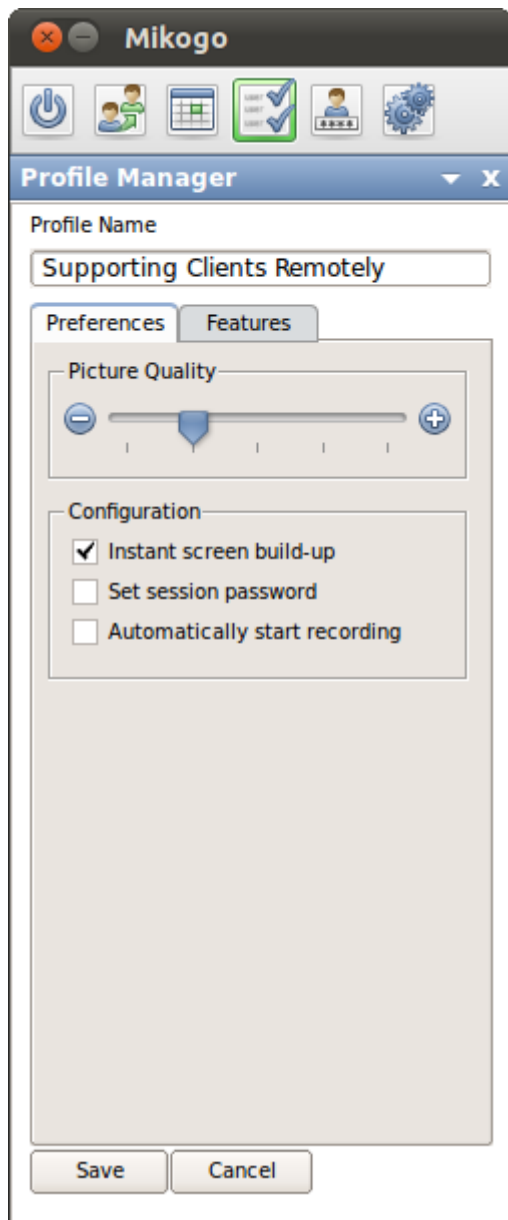 Mikogo
Profile Manager
Profile Name
Supporting Clients Remotely
Preferences Features
Picture Quality
Configuration
Instant screen build-up
Set session password
Automatically start recording
Save Cancel